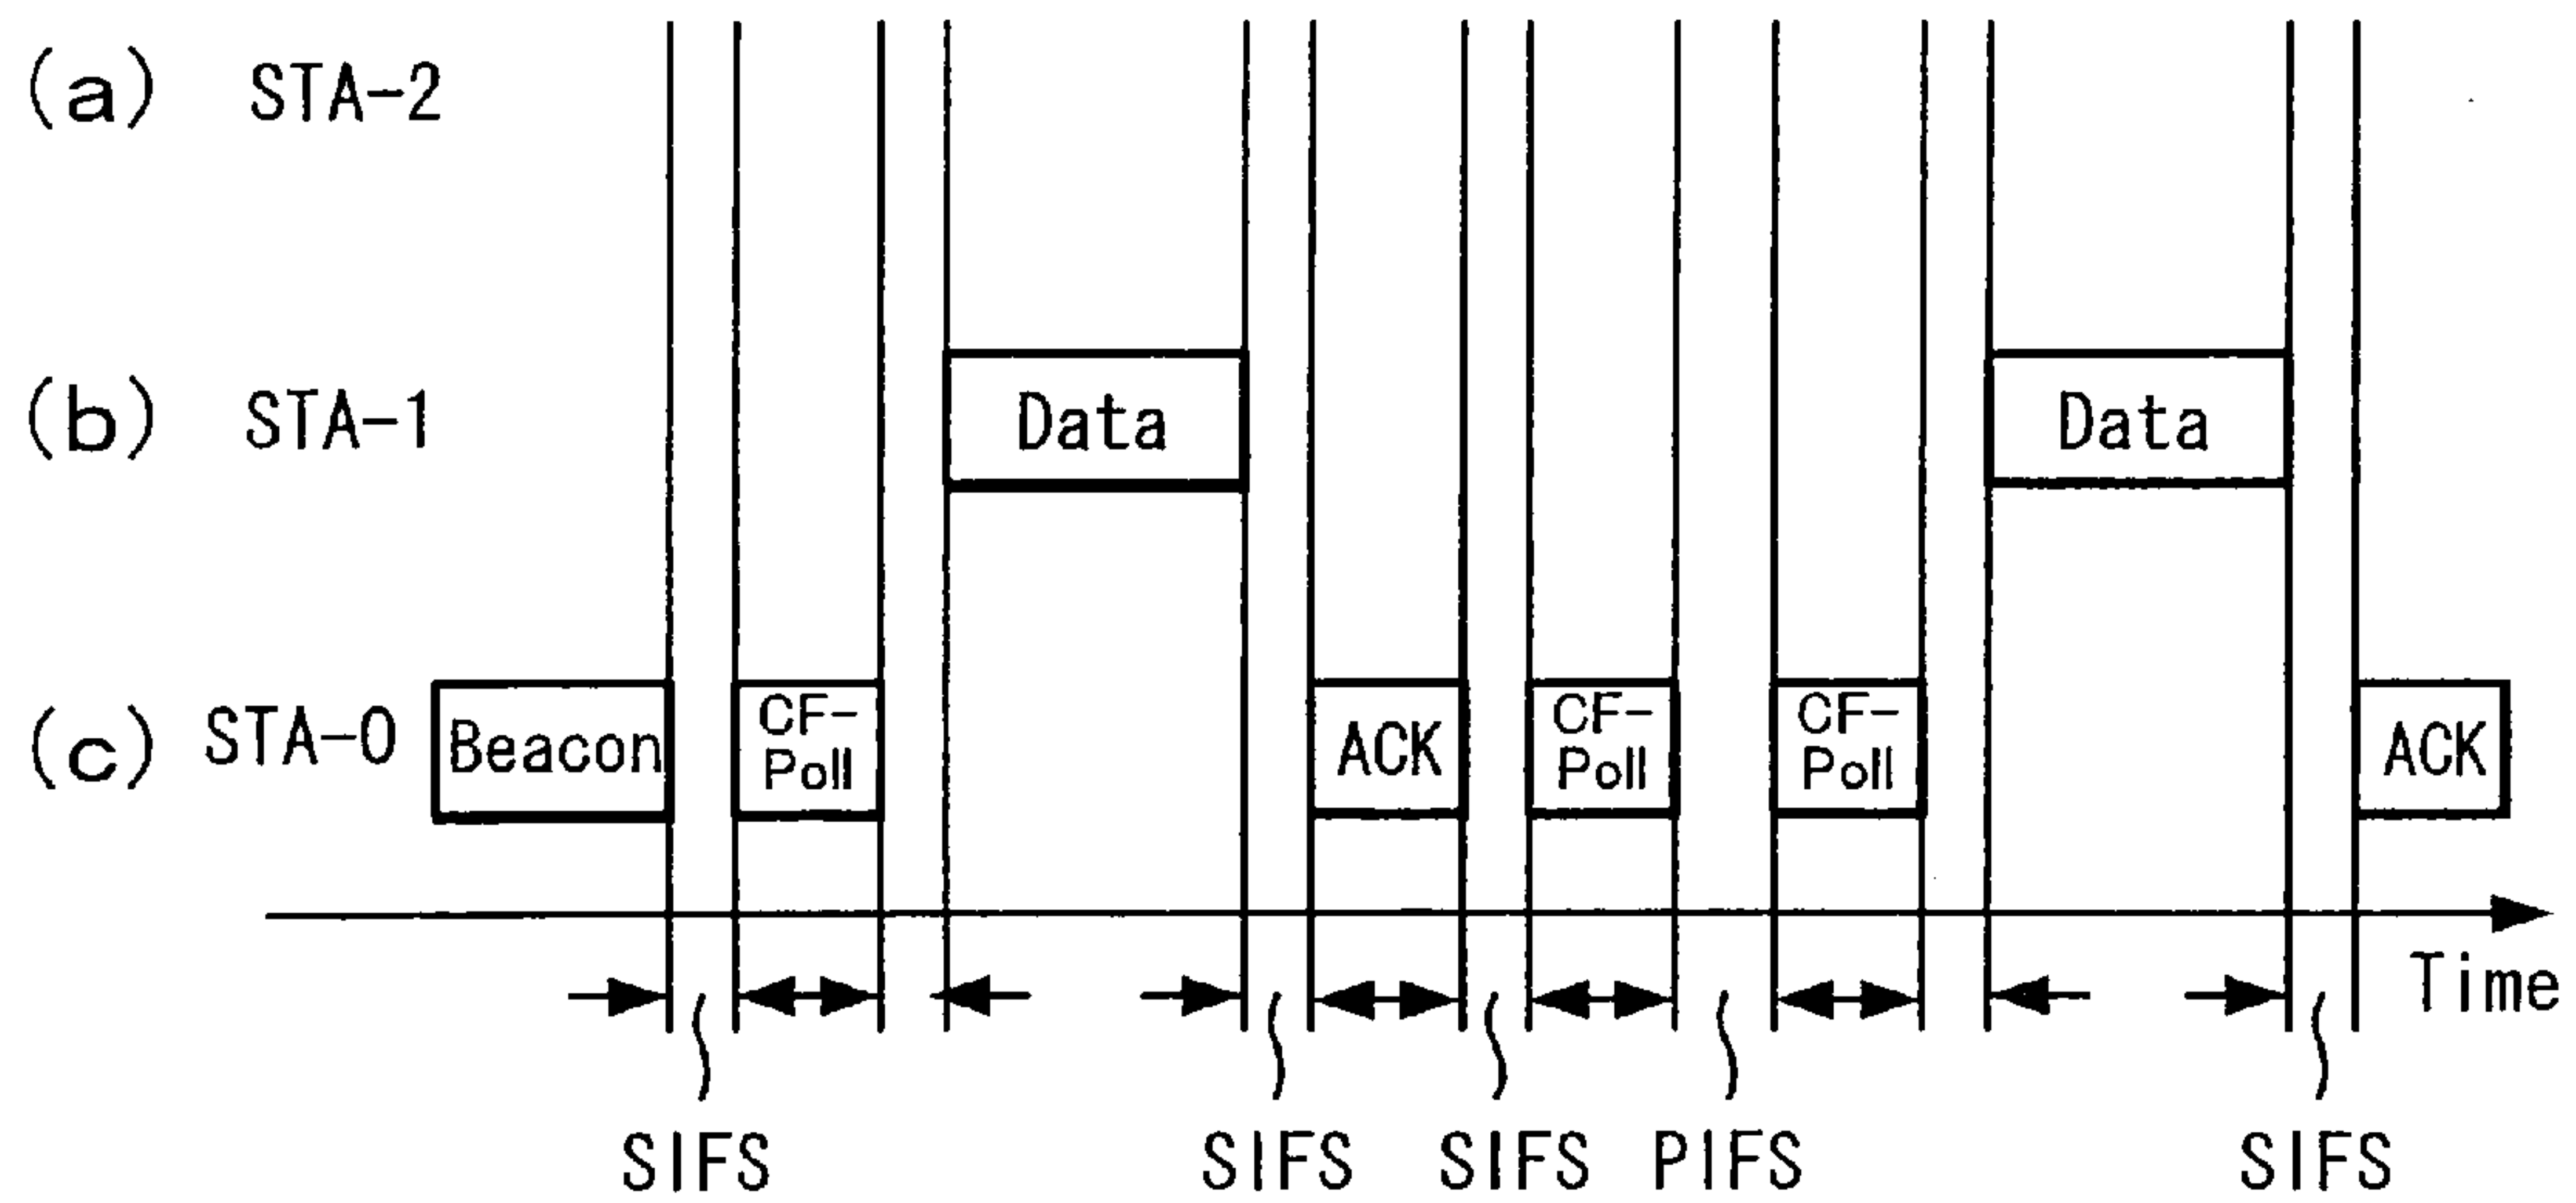 (a) STA-2
(b) STA-1 Data Data
(c) STA-0 Beacon CF-Poll ACK CF-Poll CF-Poll ACK
Time
SIFS SIFS SIFS PIFS SIFS